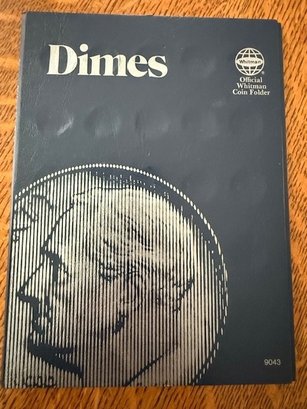 Dimes
Whitman®
Official
Whitman
Coin Folder
9043